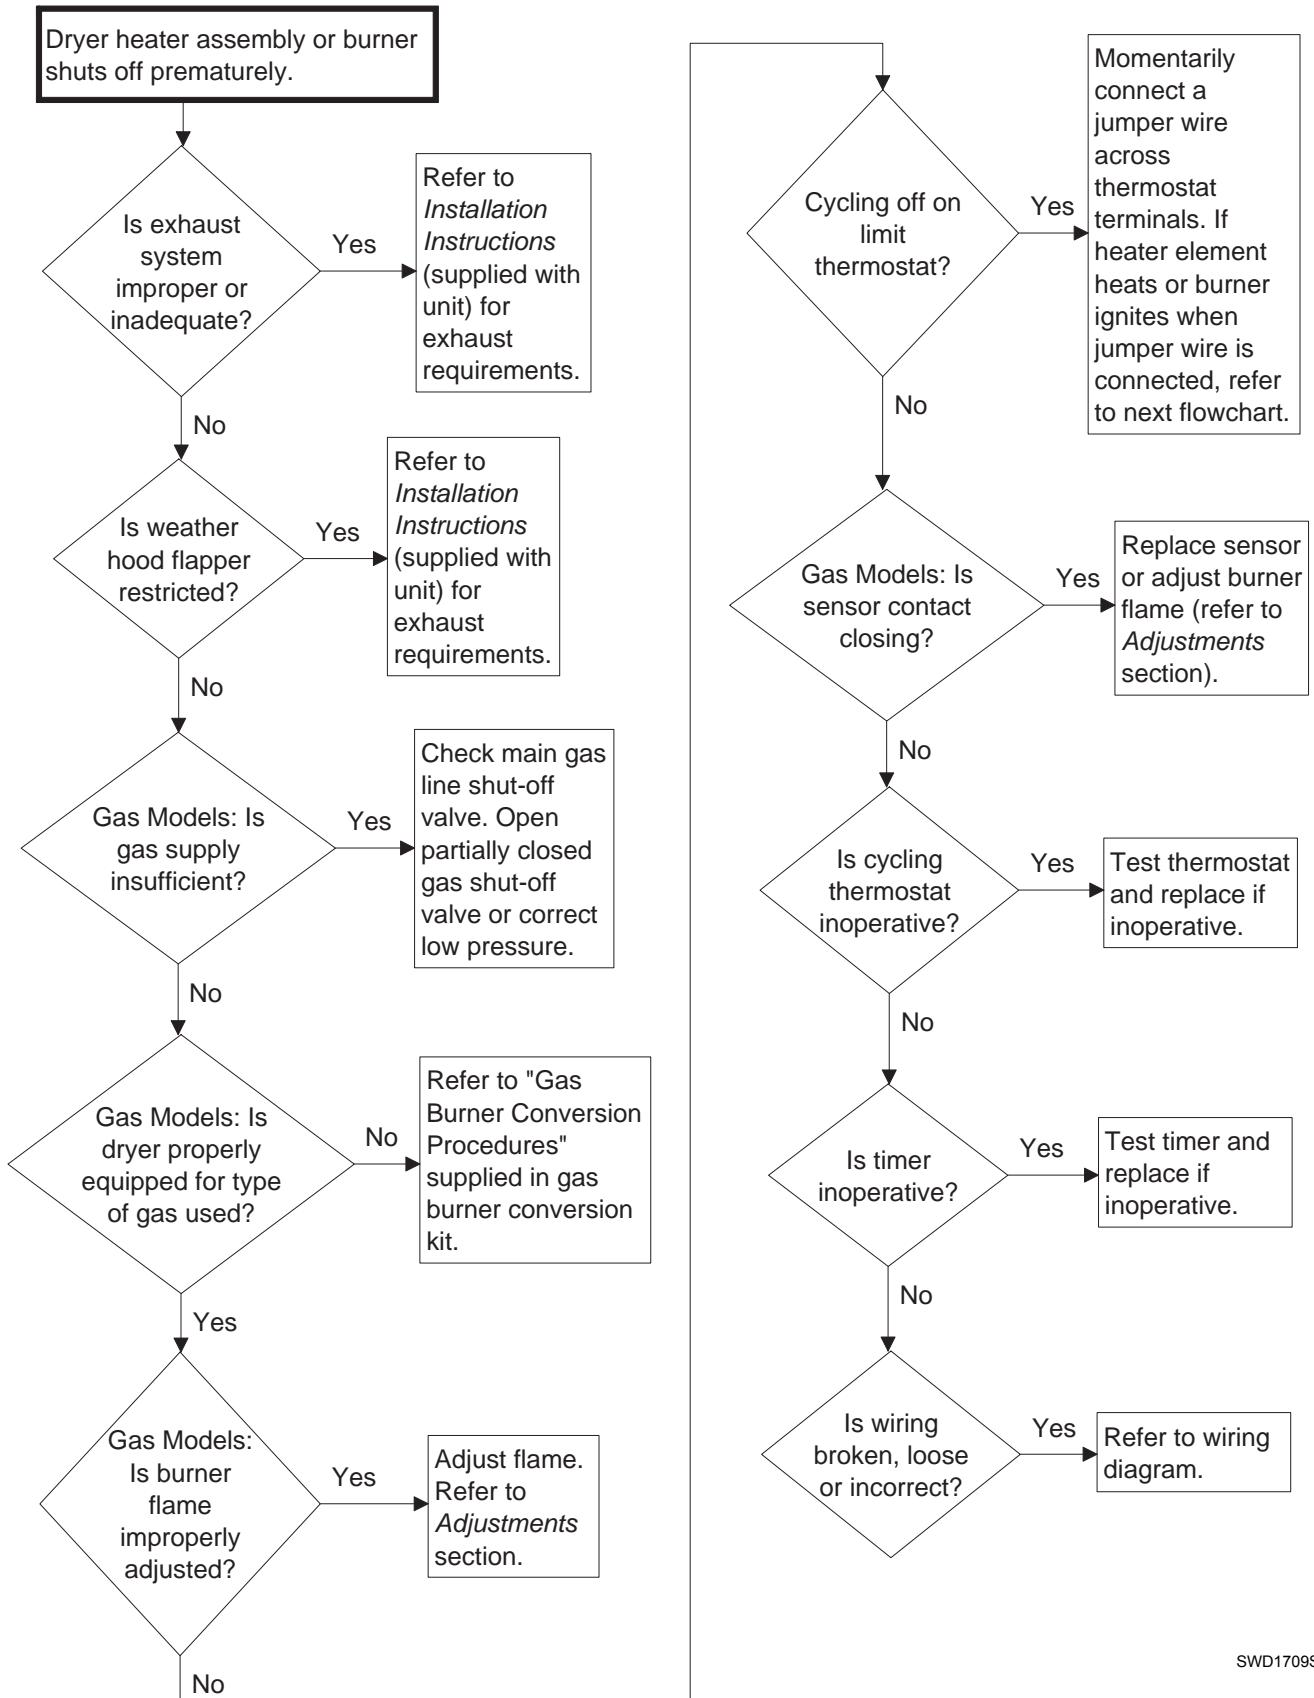 Dryer heater assembly or burner
shuts off prematurely.
Is exhaust
system
improper or
inadequate?
Yes
Refer to
Installation
Instructions
(supplied with
unit) for
exhaust
requirements.
No
Is weather
hood flapper
restricted?
Yes
Refer to
Installation
Instructions
(supplied with
unit) for
exhaust
requirements.
No
Gas Models: Is
gas supply
insufficient?
Yes
Check main gas
line shut-off
valve. Open
partially closed
gas shut-off
valve or correct
low pressure.
No
Gas Models: Is
dryer properly
equipped for type
of gas used?
No
Refer to "Gas
Burner Conversion
Procedures"
supplied in gas
burner conversion
kit.
Yes
Gas Models:
Is burner
flame
improperly
adjusted?
Yes
Adjust flame.
Refer to
Adjustments
section.
No
Cycling off on
limit
thermostat?
Yes
Momentarily
connect a
jumper wire
across
thermostat
terminals. If
heater element
heats or burner
ignites when
jumper wire is
connected, refer
to next flowchart.
No
Gas Models: Is
sensor contact
closing?
Yes
Replace sensor
or adjust burner
flame (refer to
Adjustments
section).
No
Is cycling
thermostat
inoperative?
Yes
Test thermostat
and replace if
inoperative.
No
Is timer
inoperative?
Yes
Test timer and
replace if
inoperative.
No
Is wiring
broken, loose
or incorrect?
Yes
Refer to wiring
diagram.
SWD1709S